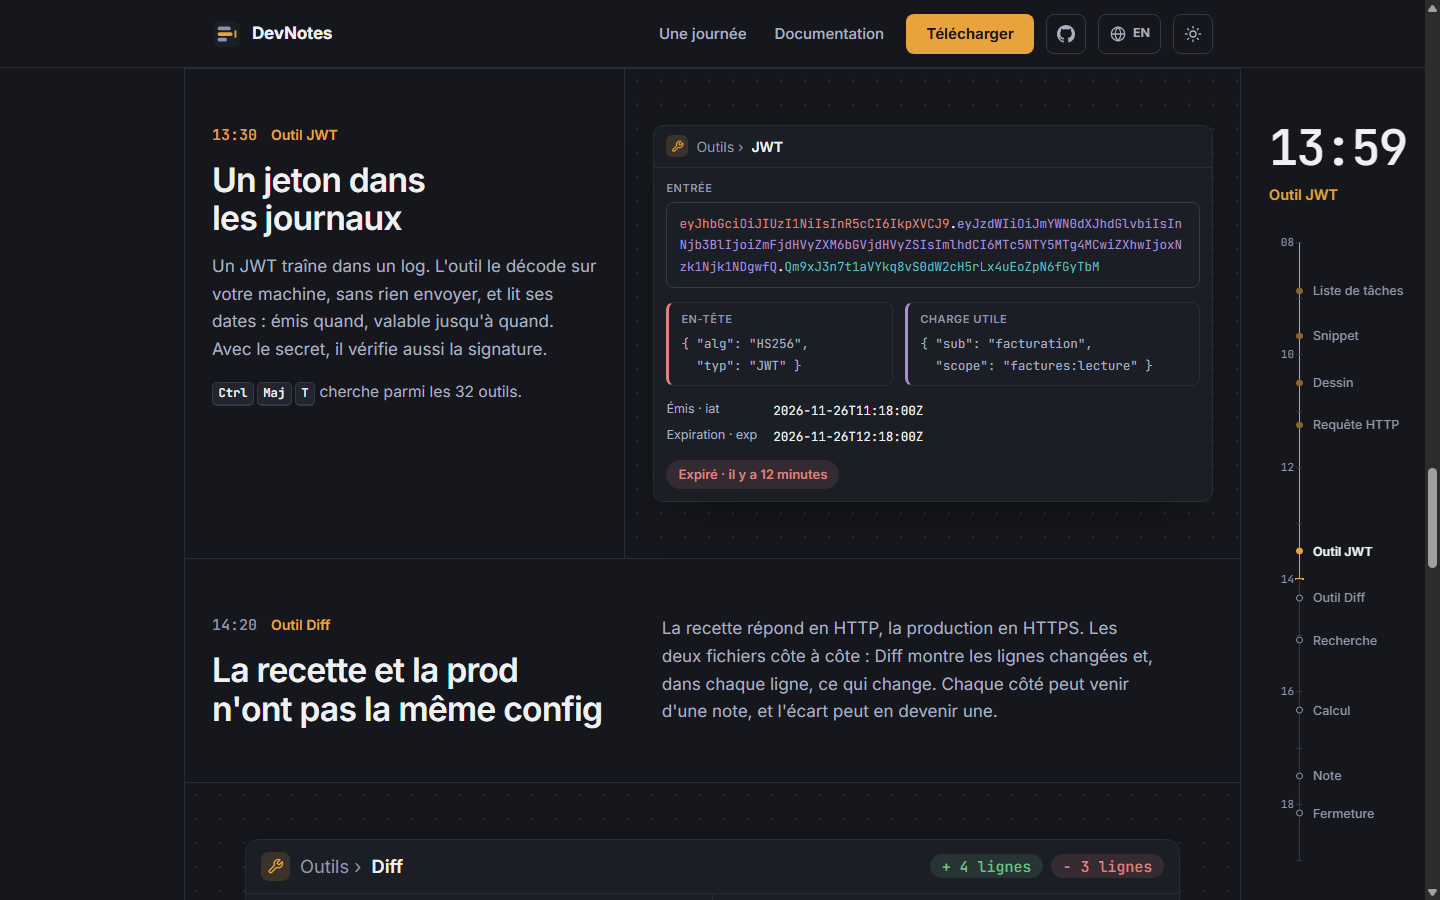 DevNotes
Une journée
Documentation
Télécharger
EN
13:30 Outil JWT
Un jeton dans
les journaux
Un JWT traîne dans un log. L'outil le décode sur
votre machine, sans rien envoyer, et lit ses
dates : émis quand, valable jusqu'à quand.
Avec le secret, il vérifie aussi la signature.
Ctrl Maj T cherche parmi les 32 outils.
Outils › JWT
ENTRÉE
eyJhbGciOiJIUzI1NiIsInR5cCI6IkpXVCJ9.eyJzdWIiOiJmYWN0dXJhdGlvbiIsIn
Njb3BlIjoiZmFjdHVyZXM6bGVjdHVyZSIsImlhdCI6MTc5NTY5MTg4MCwiZXhwIjoxN
zk1Njk1NDgwfQ.Qm9xJ3n7t1aVYkq8vS0dW2cH5rLx4uEoZpN6fGyTbM
EN-TÊTE
{ "alg": "HS256",
"typ": "JWT" }
CHARGE UTILE
{ "sub": "facturation",
"scope": "factures:lecture" }
Émis · iat 2026-11-26T11:18:00Z
Expiration · exp 2026-11-26T12:18:00Z
Expiré · il y a 12 minutes
14:20 Outil Diff
La recette et la prod
n'ont pas la même config
La recette répond en HTTP, la production en HTTPS. Les
deux fichiers côte à côte : Diff montre les lignes changées et,
dans chaque ligne, ce qui change. Chaque côté peut venir
d'une note, et l'écart peut en devenir une.
Outils › Diff
+ 4 lignes
- 3 lignes
13:59
Outil JWT
08
Liste de tâches
Snippet
10
Dessin
Requête HTTP
12
Outil JWT
14
Outil Diff
Recherche
16
Calcul
Note
18
Fermeture